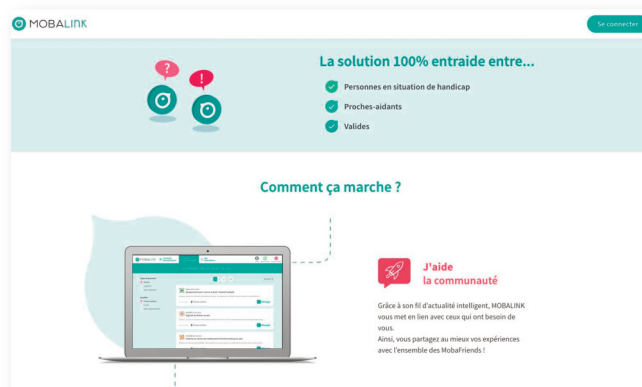 MOBALINK
Se connecter
?
!
La solution 100% entraide entre...
Personnes en situation de handicap
Proches-aidants
Valides
Comment ça marche ?
J'aide
la communauté
Grâce à son fil d'actualité intelligent, MOBALINK
vous met en lien avec ceux qui ont besoin de
vous.
Ainsi, vous partagez au mieux vos expériences
avec l'ensemble des MobaFriends !